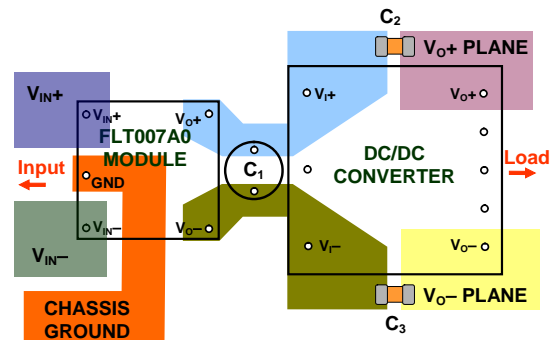 C2
VIN+
VO+ PLANE
VIN+
VO+
VI+
VO+
FLT007A0
MODULE
Input
GND
C1
DC/DC
CONVERTER
Load
VIN–
VIN–
VO–
VI–
VO–
CHASSIS
GROUND
VO– PLANE
C3